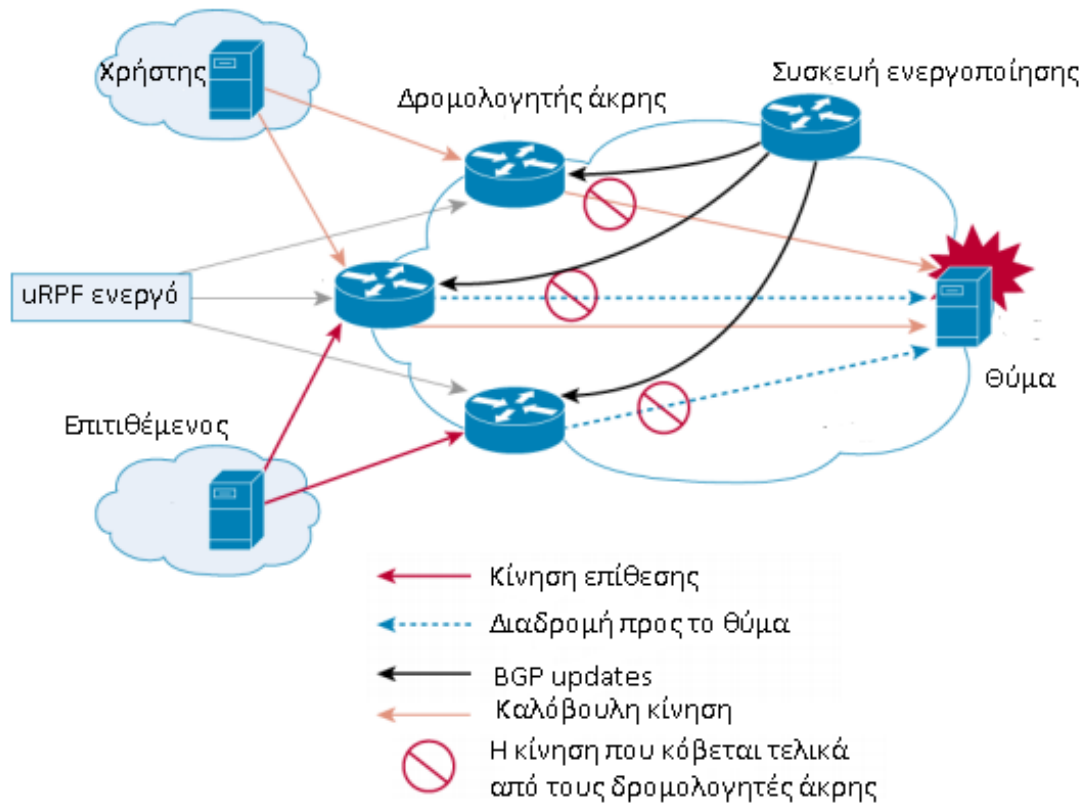 Χρήστης
Συσκευή ενεργοποίησης
Δρομολογητής άκρης
uRPF ενεργό
Θύμα
Επιτιθέμενος
Κίνηση επίθεσης
Διαδρομή προς το θύμα
BGP updates
Καλόβουλη κίνηση
Η κίνηση που κόβεται τελικά
από τους δρομολογητές άκρης